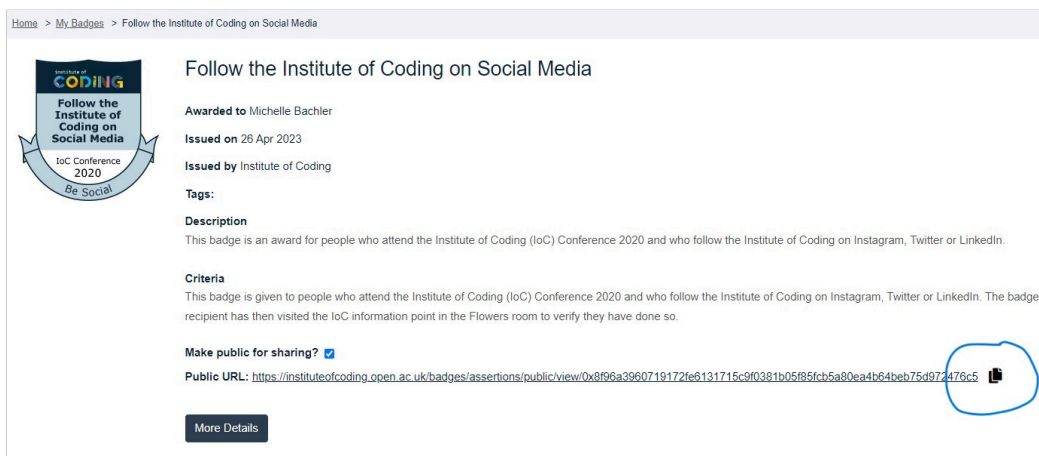 Home > My Badges > Follow the Institute of Coding on Social Media
institute of
CODING
Follow the
Institute of
Coding on
Social Media
IoC Conference
2020
Be Social
Follow the Institute of Coding on Social Media
Awarded to Michelle Bachler
Issued on 26 Apr 2023
Issued by Institute of Coding
Tags:
Description
This badge is an award for people who attend the Institute of Coding (IoC) Conference 2020 and who follow the Institute of Coding on Instagram, Twitter or LinkedIn.
Criteria
This badge is given to people who attend the Institute of Coding (IoC) Conference 2020 and who follow the Institute of Coding on Instagram, Twitter or LinkedIn. The badge
recipient has then visited the IoC information point in the Flowers room to verify they have done so.
Make public for sharing?
Public URL: https://instituteofcoding.open.ac.uk/badges/assertions/public/view/0x8f96a3960719172fe6131715c9f0381b05f85fcb5a80ea4b64beb75d972476c5
More Details